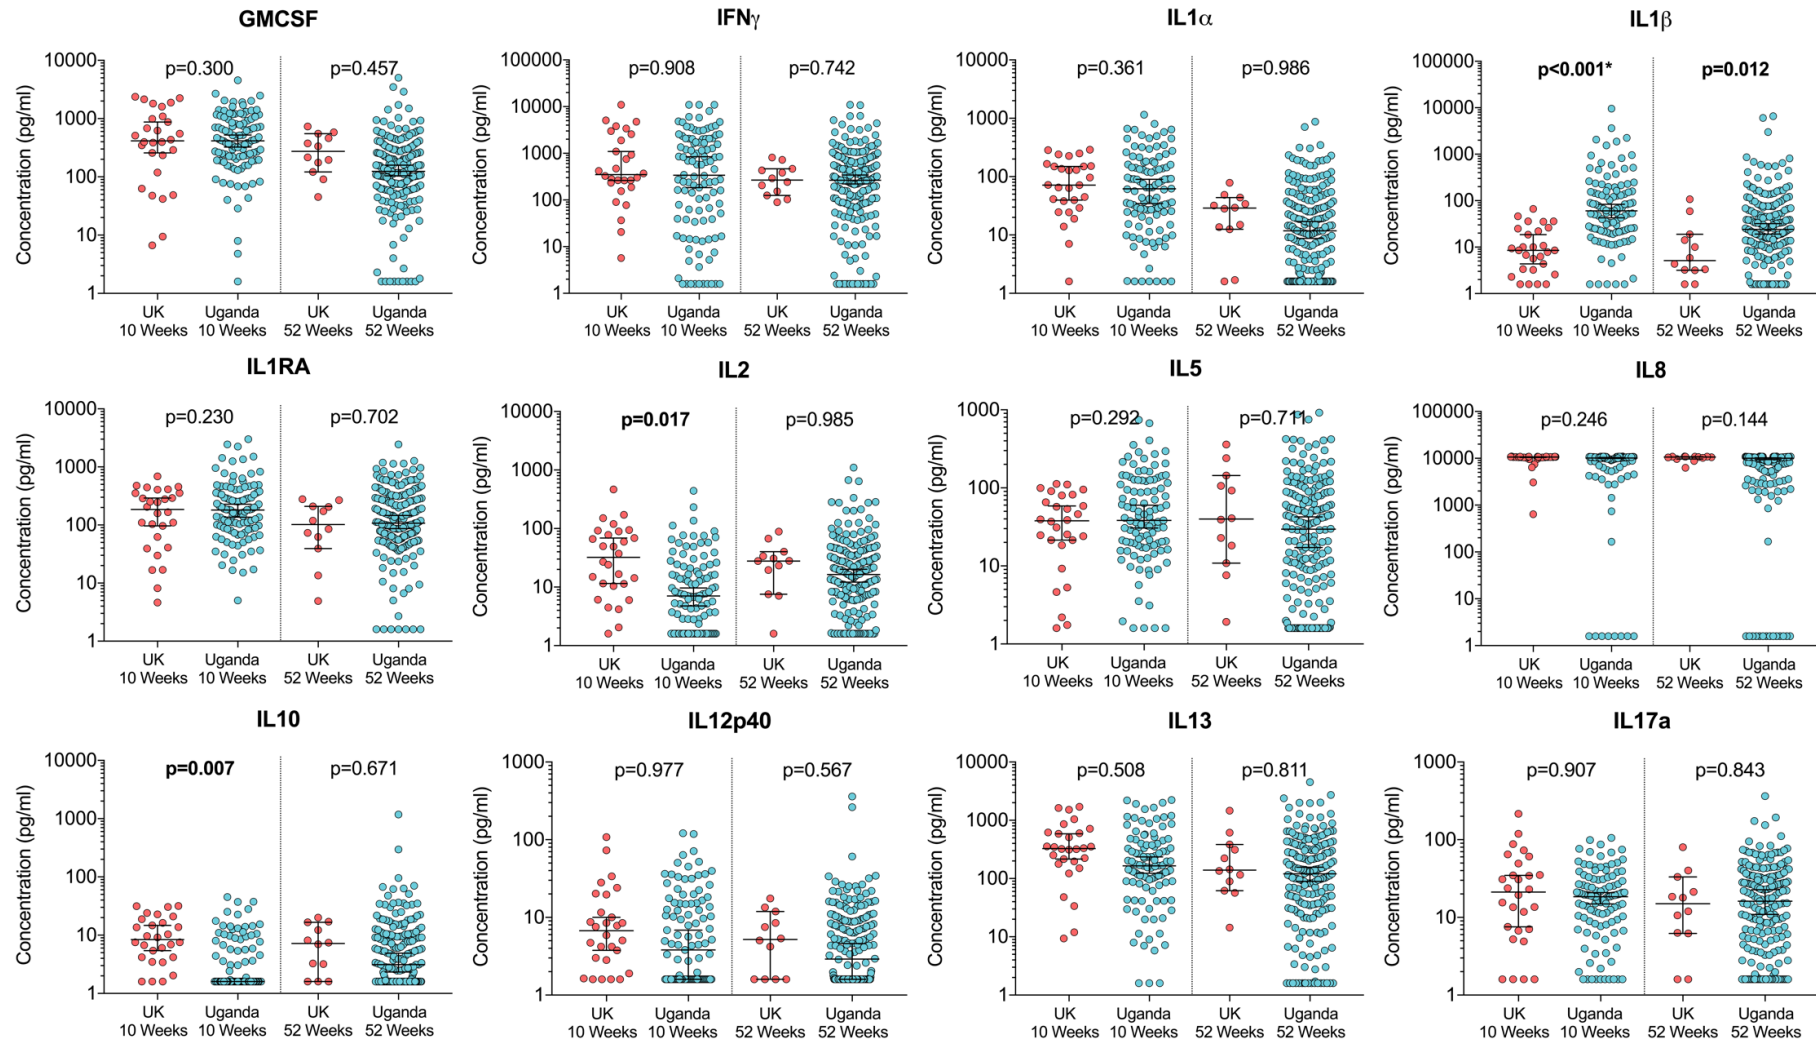 GMCSF
Concentration (pg/ml)
10000
1000
100
10
1
p=0.300
p=0.457
UK
10 Weeks
Uganda
10 Weeks
UK
52 Weeks
Uganda
52 Weeks
IFNγ
Concentration (pg/ml)
100000
10000
1000
100
10
1
p=0.908
p=0.742
UK
10 Weeks
Uganda
10 Weeks
UK
52 Weeks
Uganda
52 Weeks
IL1α
Concentration (pg/ml)
10000
1000
100
10
1
p=0.361
p=0.986
UK
10 Weeks
Uganda
10 Weeks
UK
52 Weeks
Uganda
52 Weeks
IL1β
Concentration (pg/ml)
100000
10000
1000
100
10
1
p<0.001*
p=0.012
UK
10 Weeks
Uganda
10 Weeks
UK
52 Weeks
Uganda
52 Weeks
IL1RA
Concentration (pg/ml)
10000
1000
100
10
1
p=0.230
p=0.702
UK
10 Weeks
Uganda
10 Weeks
UK
52 Weeks
Uganda
52 Weeks
IL2
Concentration (pg/ml)
10000
1000
100
10
1
p=0.017
p=0.985
UK
10 Weeks
Uganda
10 Weeks
UK
52 Weeks
Uganda
52 Weeks
IL5
Concentration (pg/ml)
1000
100
10
1
p=0.292
p=0.711
UK
10 Weeks
Uganda
10 Weeks
UK
52 Weeks
Uganda
52 Weeks
IL8
Concentration (pg/ml)
100000
10000
1000
100
10
1
p=0.246
p=0.144
UK
10 Weeks
Uganda
10 Weeks
UK
52 Weeks
Uganda
52 Weeks
IL10
Concentration (pg/ml)
10000
1000
100
10
1
p=0.007
p=0.671
UK
10 Weeks
Uganda
10 Weeks
UK
52 Weeks
Uganda
52 Weeks
IL12p40
Concentration (pg/ml)
1000
100
10
1
p=0.977
p=0.567
UK
10 Weeks
Uganda
10 Weeks
UK
52 Weeks
Uganda
52 Weeks
IL13
Concentration (pg/ml)
10000
1000
100
10
1
p=0.508
p=0.811
UK
10 Weeks
Uganda
10 Weeks
UK
52 Weeks
Uganda
52 Weeks
IL17a
Concentration (pg/ml)
1000
100
10
1
p=0.907
p=0.843
UK
10 Weeks
Uganda
10 Weeks
UK
52 Weeks
Uganda
52 Weeks